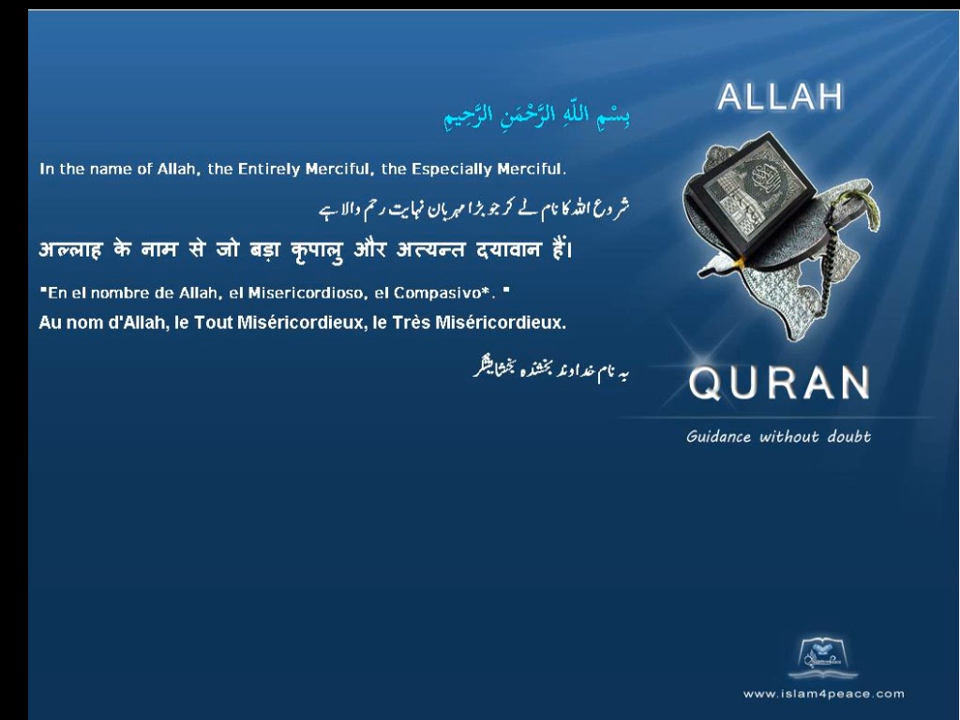 بِسْمِ اللَّهِ الرَّحْمَنِ الرَّحِيمِ
In the name of Allah, the Entirely Merciful, the Especially Merciful.
شروع الله کا نام لے کر جو بڑا مہربان نہایت رحم والا ہے
अल्लाह के नाम से जो बड़ा कृपालु और अत्यन्त दयावान हैं।
"En el nombre de Allah, el Misericordioso, el Compasivo*. "
Au nom d'Allah, le Tout Miséricordieux, le Très Miséricordieux.
به نام خداوند بخشنده بخشایشگر
ALLAH
QURAN
Guidance without doubt
www.islam4peace.com